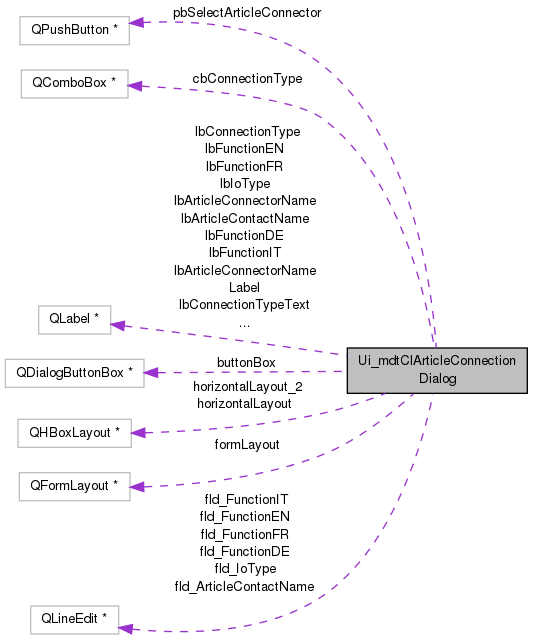 pbSelectArticleConnector
QPushButton *
cbConnectionType
QComboBox *
lbConnectionType
lbFunctionEN
lbFunctionFR
lbIoType
lbArticleConnectorName
lbArticleContactName
lbFunctionDE
lbFunctionIT
lbArticleConnectorName
Label
lbConnectionTypeText
...
QLabel *
Ui_mdtClArticleConnection
Dialog
buttonBox
QDialogButtonBox *
horizontalLayout_2
horizontalLayout
QHBoxLayout *
formLayout
QFormLayout *
fld_FunctionIT
fld_FunctionEN
fld_FunctionFR
fld_FunctionDE
fld_IoType
fld_ArticleContactName
QLineEdit *